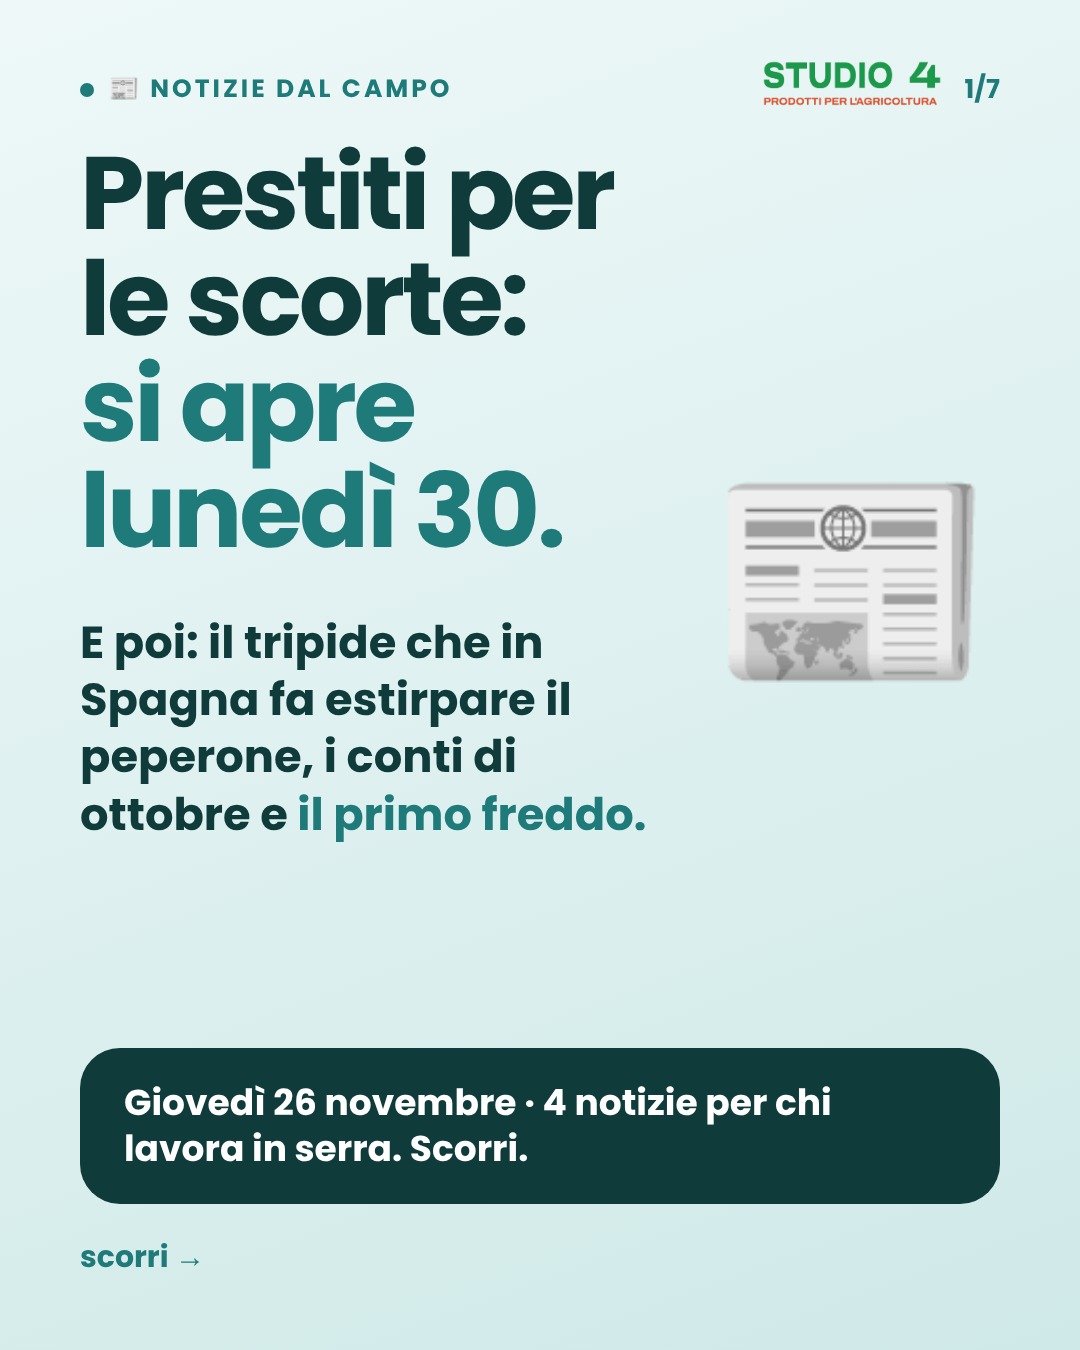 NOTIZIE DAL CAMPO
STUDIO 4
PRODOTTI PER L'AGRICOLTURA
1/7
Prestiti per
le scorte:
si apre
lunedì 30.
E poi: il tripide che in
Spagna fa estirpare il
peperone, i conti di
ottobre e il primo freddo.
Giovedì 26 novembre · 4 notizie per chi
lavora in serra. Scorri.
scorri →